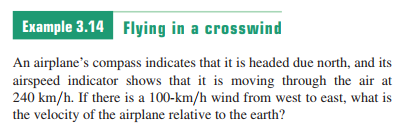 Example 3.14 Flying in a crosswind
An airplane’s compass indicates that it is headed due north, and its
airspeed indicator shows that it is moving through the air at
240 km/h. If there is a 100-km/h wind from west to east, what is
the velocity of the airplane relative to the earth?